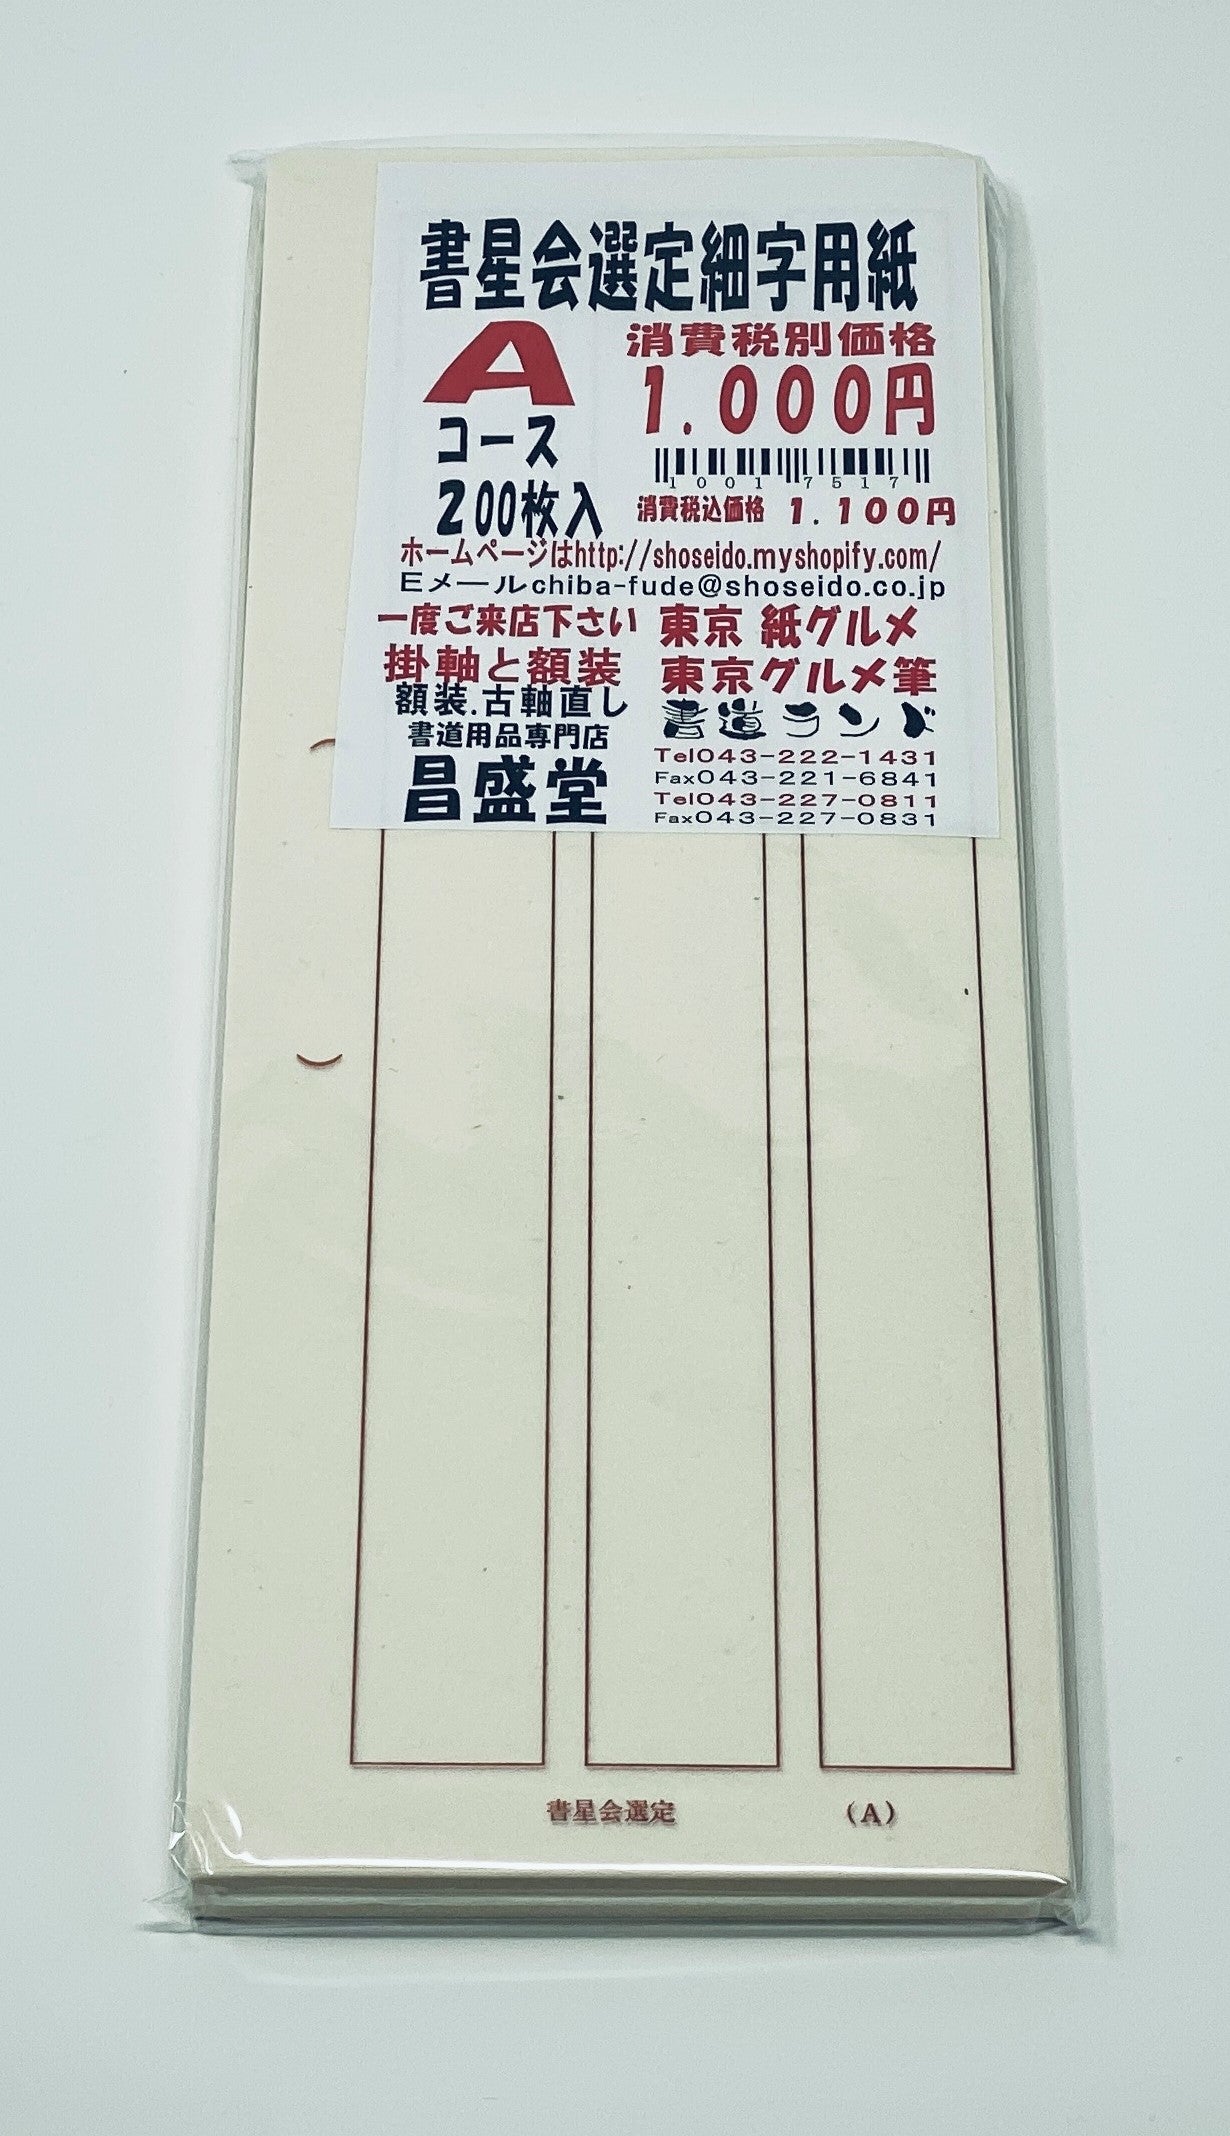 書星会選定細字用紙
A
コース
200枚入
消費税別価格
1.000円
1001 7517
消費税込価格 1.100円
ホームページはhttp://shoseido.myshopify.com/
Eメールchiba-fude@shoseido.co.jp
一度ご来店下さい
掛軸と額装
額装.古軸直し
書道用品専門店
昌盛堂
東京 紙グルメ
東京グルメ筆
書道ランド
Tel043-222-1431
Fax043-221-6841
Tel043-227-0811
Fax043-227-0831
書星会選定 (A)